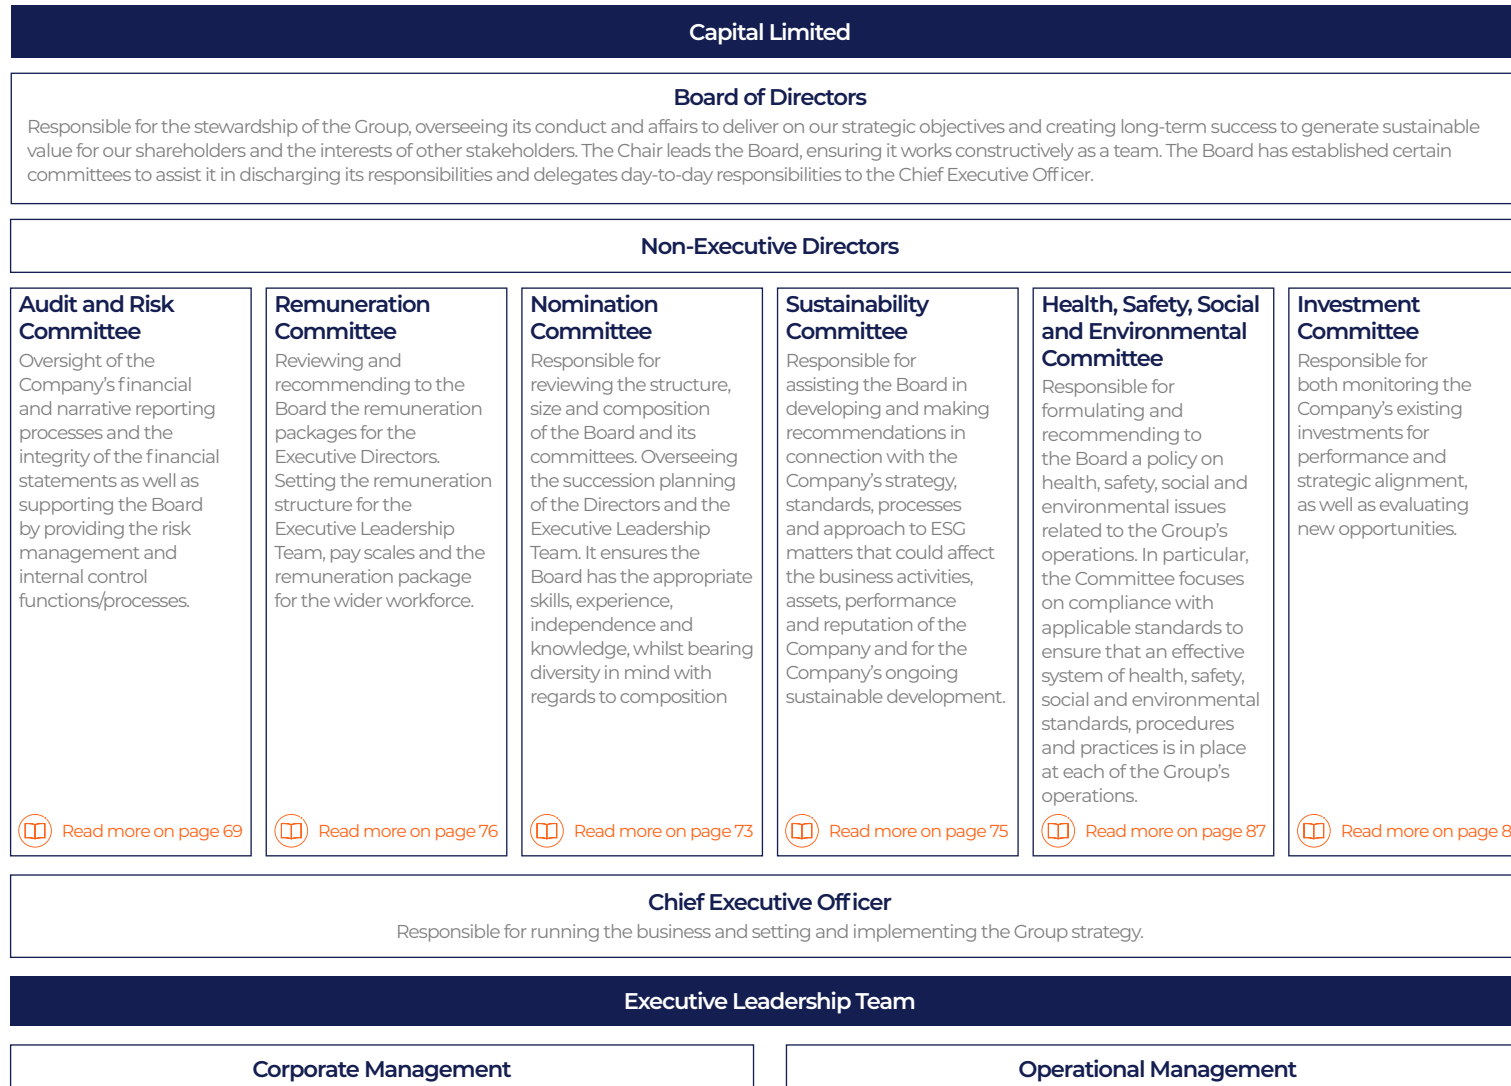 Capital Limited
Board of Directors
Responsible for the stewardship of the Group, overseeing its conduct and affairs to deliver on our strategic objectives and creating long-term success to generate sustainable
value for our shareholders and the interests of other stakeholders. The Chair leads the Board, ensuring it works constructively as a team. The Board has established certain
committees to assist it in discharging its responsibilities and delegates day-to-day responsibilities to the Chief Executive Officer.
Non-Executive Directors
Audit and Risk
Committee
Oversight of the
Company's financial
and narrative reporting
processes and the
integrity of the financial
statements as well as
supporting the Board
by providing the risk
management and
internal control
functions/processes.
Read more on page 69
Remuneration
Committee
Reviewing and
recommending to the
Board the remuneration
packages for the
Executive Directors.
Setting the remuneration
structure for the
Executive Leadership
Team, pay scales and the
remuneration package
for the wider workforce.
Read more on page 76
Nomination
Committee
Responsible for
reviewing the structure,
size and composition
of the Board and its
committees. Overseeing
the succession planning
of the Directors and the
Executive Leadership
Team. It ensures the
Board has the appropriate
skills, experience,
independence and
knowledge, whilst bearing
diversity in mind with
regards to composition
Read more on page 73
Sustainability
Committee
Responsible for
assisting the Board in
developing and making
recommendations in
connection with the
Company's strategy,
standards, processes
and approach to ESG
matters that could affect
the business activities,
assets, performance
and reputation of the
Company and for the
Company's ongoing
sustainable development.
Read more on page 75
Health, Safety, Social
and Environmental
Committee
Responsible for
formulating and
recommending to
the Board a policy on
health, safety, social and
environmental issues
related to the Group's
operations. In particular,
the Committee focuses
on compliance with
applicable standards to
ensure that an effective
system of health, safety,
social and environmental
standards, procedures
and practices is in place
at each of the Group's
operations.
Read more on page 87
Investment
Committee
Responsible for
both monitoring the
Company's existing
investments for
performance and
strategic alignment,
as well as evaluating
new opportunities.
Read more on page 8
Chief Executive Officer
Responsible for running the business and setting and implementing the Group strategy.
Executive Leadership Team
Corporate Management
Operational Management